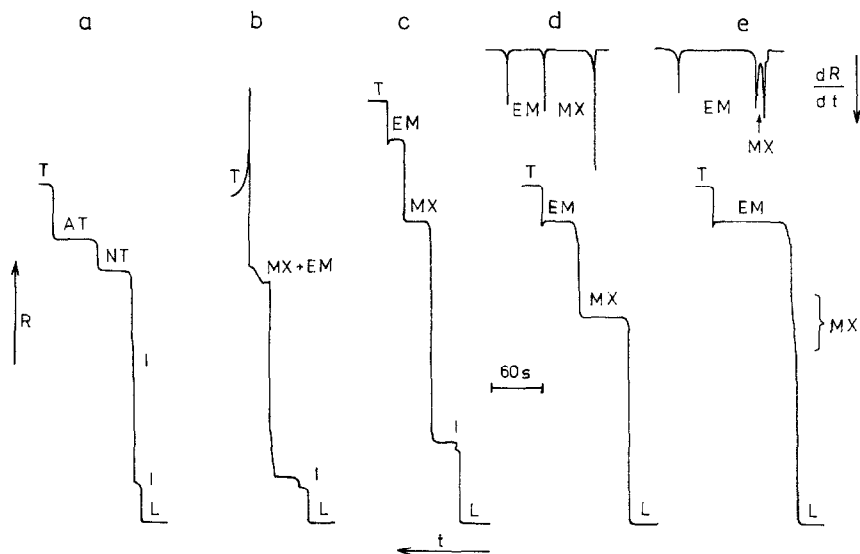 a b c d e
EM MX
EM
MX
dR
dt
T AT NT I I L
R
T MX+EM I L
T EM MX I L
T EM MX L
T EM MX L
60s
t